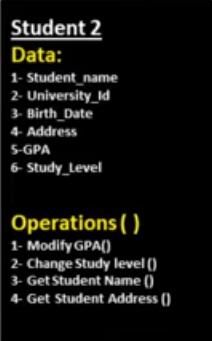 Student 2
Data:
1- Student_name
2- University_Id
3- Birth_Date
4- Address
5-GPA
6- Study_Level
Operations ( )
1- Modify GPA()
2- Change Study level ()
3- Get Student Name ()
4- Get Student Address ()